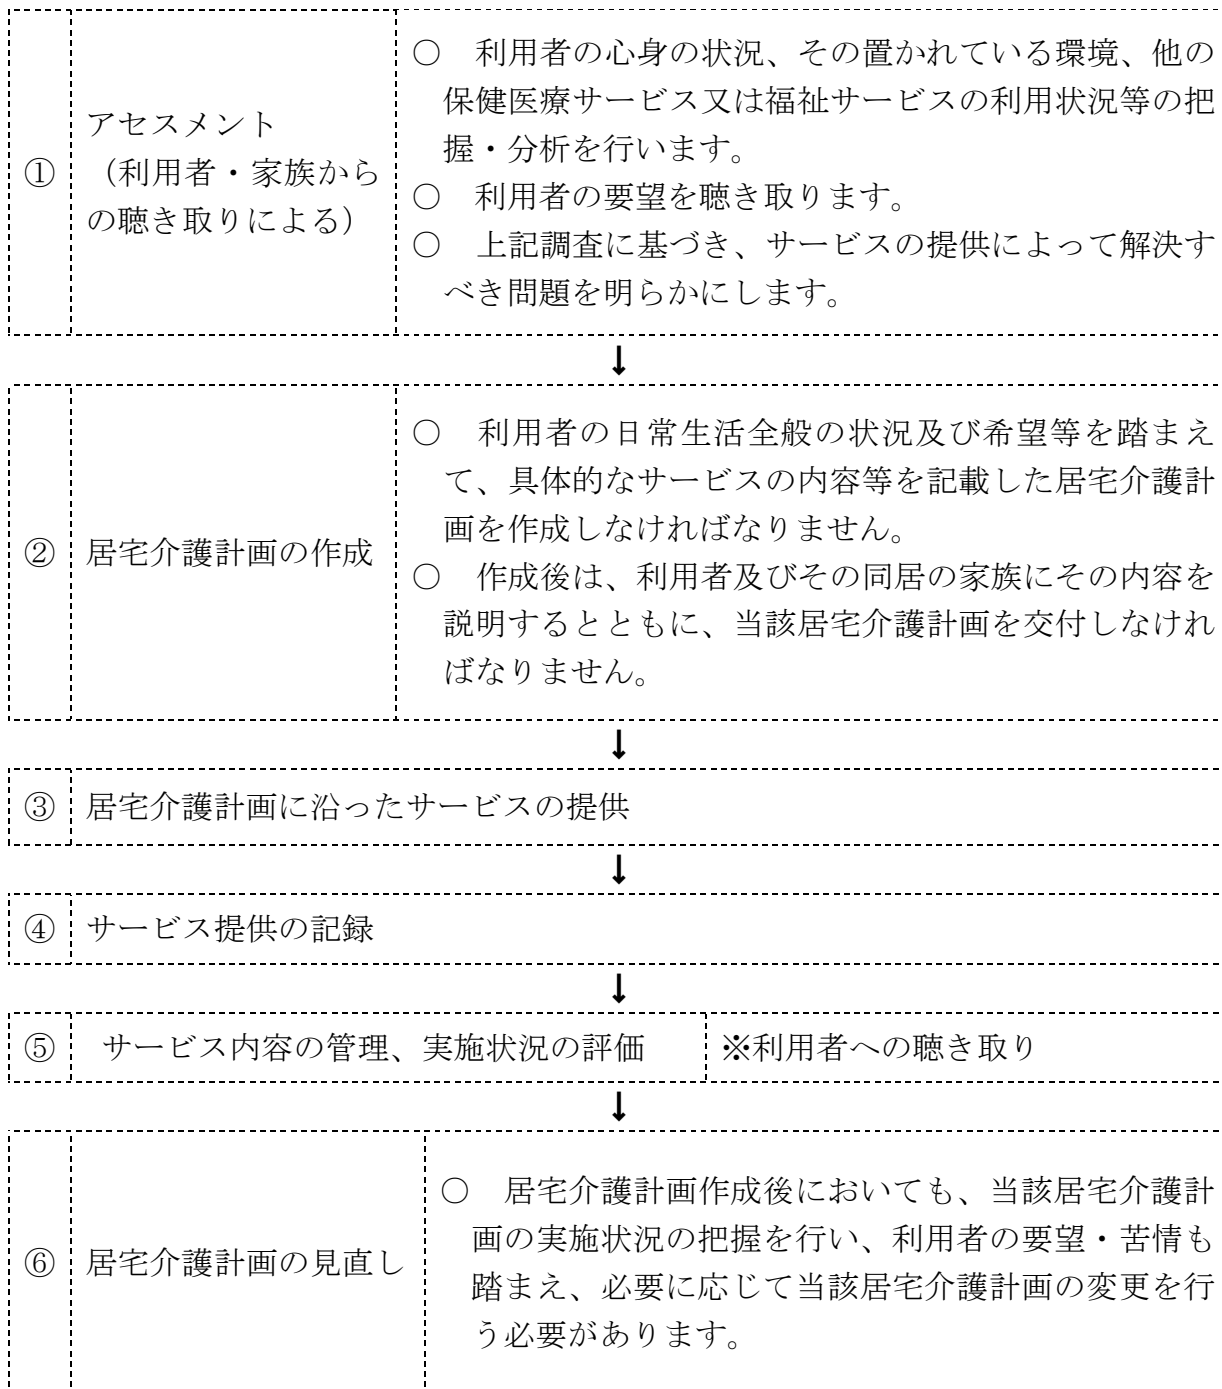 ①
アセスメント
（利用者・家族から
の聴き取りによる）
○　利用者の心身の状況、その置かれている環境、他の
保健医療サービス又は福祉サービスの利用状況等の把
握・分析を行います。
○　利用者の要望を聴き取ります。
○　上記調査に基づき、サービスの提供によって解決す
べき問題を明らかにします。
↓
②
居宅介護計画の作成
○　利用者の日常生活全般の状況及び希望等を踏まえ
て、具体的なサービスの内容等を記載した居宅介護計
画を作成しなければなりません。
○　作成後は、利用者及びその同居の家族にその内容を
説明するとともに、当該居宅介護計画を交付しなけれ
ばなりません。
↓
③ 居宅介護計画に沿ったサービスの提供
↓
④ サービス提供の記録
↓
⑤ サービス内容の管理、実施状況の評価 ※利用者への聴き取り
↓
⑥
居宅介護計画の見直し
○　居宅介護計画作成後においても、当該居宅介護計
画の実施状況の把握を行い、利用者の要望・苦情も
踏まえ、必要に応じて当該居宅介護計画の変更を行
う必要があります。